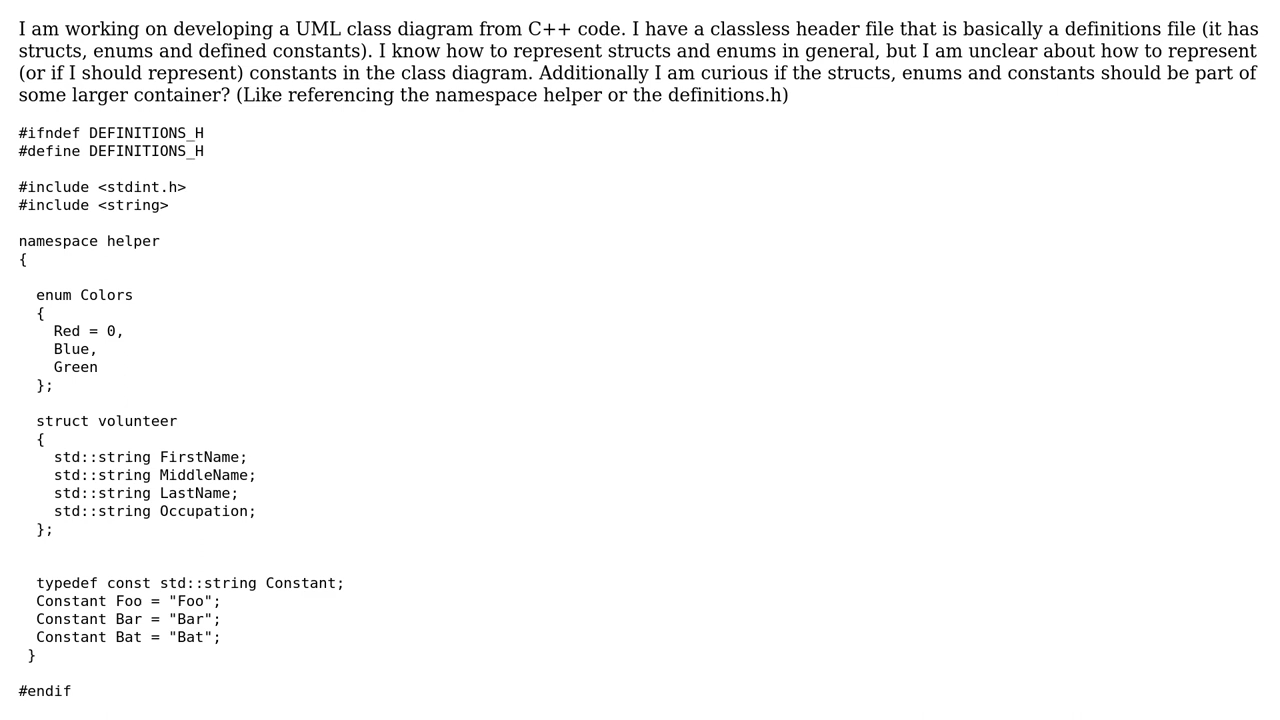 I am working on developing a UML class diagram from C++ code. I have a classless header file that is basically a definitions file (it has
structs, enums and defined constants). I know how to represent structs and enums in general, but I am unclear about how to represent
(or if I should represent) constants in the class diagram. Additionally I am curious if the structs, enums and constants should be part of
some larger container? (Like referencing the namespace helper or the definitions.h)
#ifndef DEFINITIONS_H
#define DEFINITIONS_H
#include <stdint.h>
#include <string>
namespace helper
{
enum Colors
{
Red = 0,
Blue,
Green
};
struct volunteer
{
std::string FirstName;
std::string MiddleName;
std::string LastName;
std::string Occupation;
};
typedef const std::string Constant;
Constant Foo = "Foo";
Constant Bar = "Bar";
Constant Bat = "Bat";
}
#endif